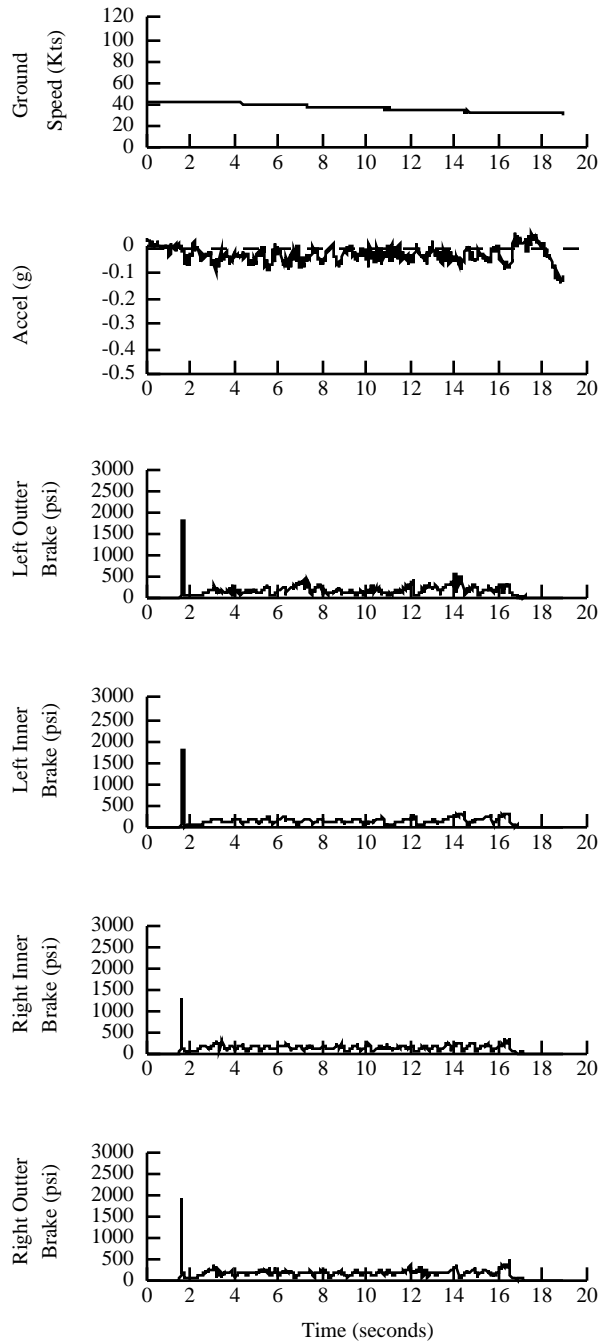 Ground
Speed (Kts)
120
100
80
60
40
20
0
0 2 4 6 8 10 12 14 16 18 20
Accel (g)
0
-0.1
-0.2
-0.3
-0.4
-0.5
0 2 4 6 8 10 12 14 16 18 20
Left Outter
Brake (psi)
3000
2500
2000
1500
1000
500
0
0 2 4 6 8 10 12 14 16 18 20
Left Inner
Brake (psi)
3000
2500
2000
1500
1000
500
0
0 2 4 6 8 10 12 14 16 18 20
Right Inner
Brake (psi)
3000
2500
2000
1500
1000
500
0
0 2 4 6 8 10 12 14 16 18 20
Right Outter
Brake (psi)
3000
2500
2000
1500
1000
500
0
0 2 4 6 8 10 12 14 16 18 20
Time (seconds)